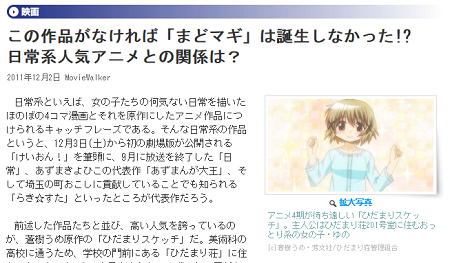 映画
この作品がなければ「まどマギ」は誕生しなかった!?
日常系人気アニメとの関係は？
2011年12月2日 MovieWalker
日常系といえば、女の子たちの何気ない日常を描いた
ほのぼの4コマ漫画とそれを原作にしたアニメ作品につ
けられるキャッチフレーズである。そんな日常系の作品
というと、12月3日(土)から初の劇場版が公開される
「けいおん！」を筆頭に、9月に放送を終了した「日
常」、あずまきよひこの代表作「あずまんが大王」、そ
して埼玉の町おこしに貢献していることでも知られる
「らき☆すた」といったところが代表だろう。
前述した作品たちと並び、高い人気を誇っているの
が、蒼樹うめ原作の「ひだまりスケッチ」だ。美術科の
高校に通うため、学校の門前にある「ひだまり荘」に住
拡大写真
アニメ4期が待ち遠しい「ひだまりスケッ
チ」。主人公はひだまり荘201号室に住むおっ
とり系の女の子・ゆの
[c]蒼樹うめ・芳文社/ひだまり荘管理組合